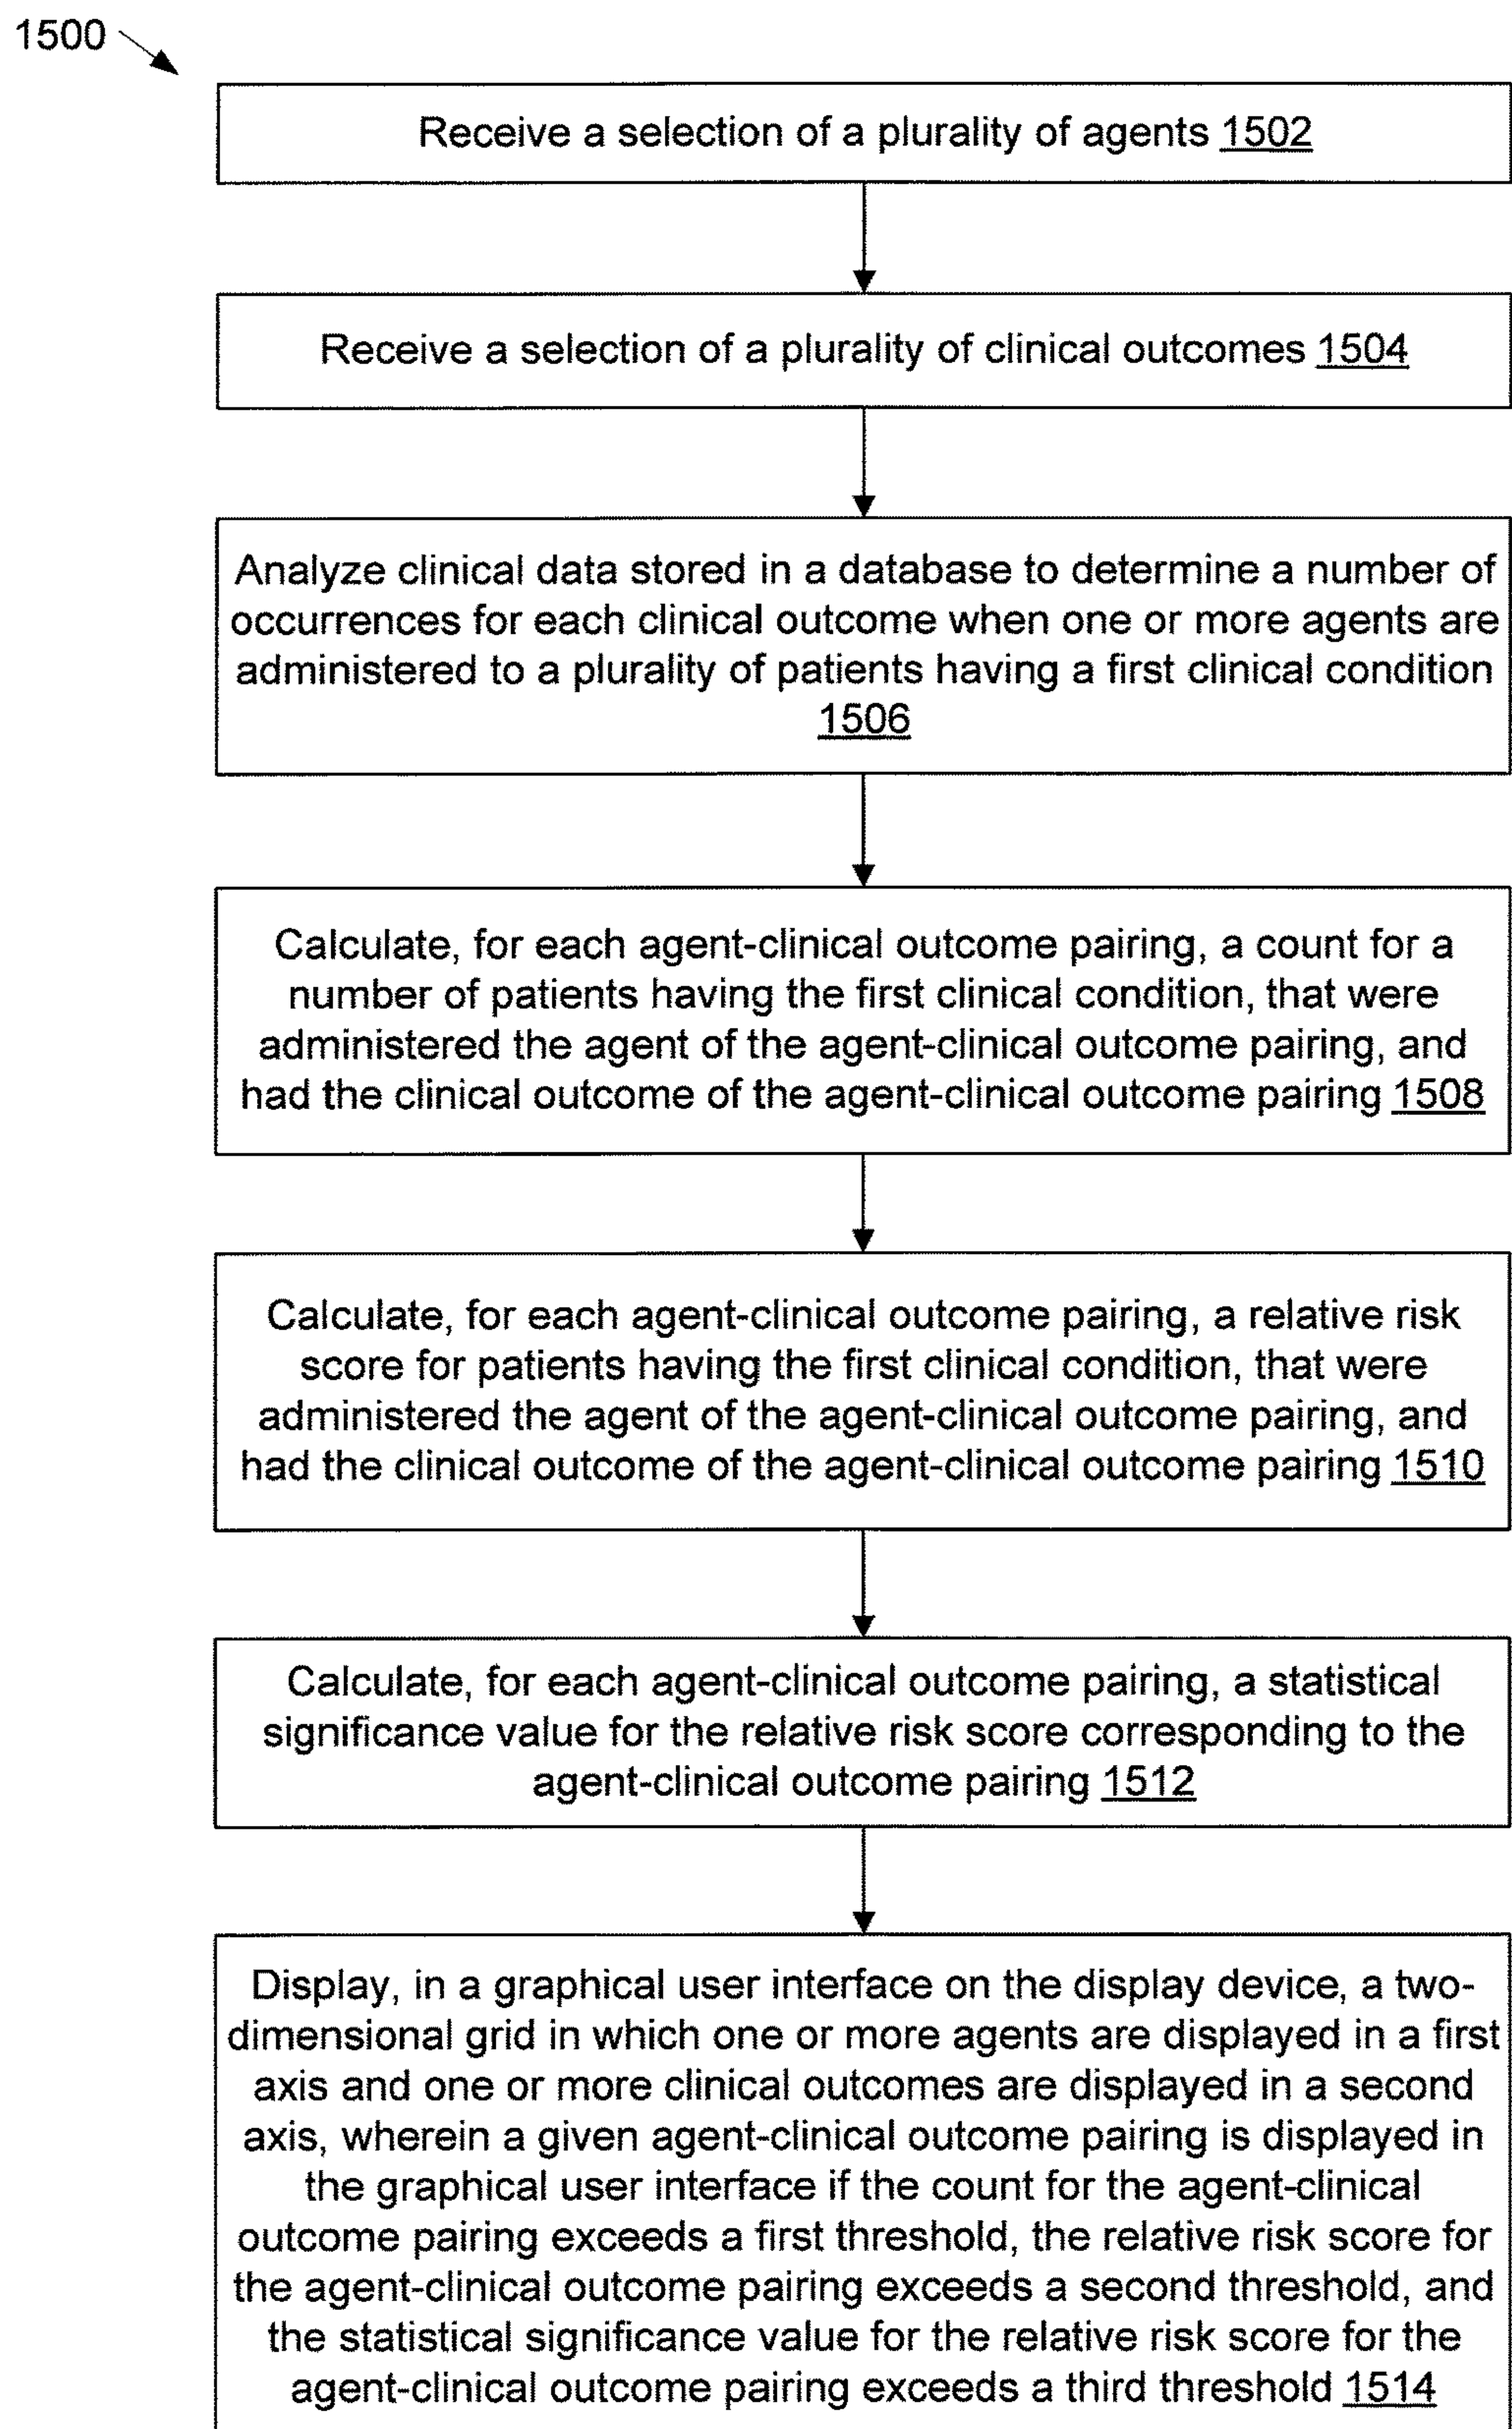 1500
Receive a selection of a plurality of agents 1502
Receive a selection of a plurality of clinical outcomes 1504
Analyze clinical data stored in a database to determine a number of
occurrences for each clinical outcome when one or more agents are
administered to a plurality of patients having a first clinical condition
1506
Calculate, for each agent-clinical outcome pairing, a count for a
number of patients having the first clinical condition, that were
administered the agent of the agent-clinical outcome pairing, and
had the clinical outcome of the agent-clinical outcome pairing 1508
Calculate, for each agent-clinical outcome pairing, a relative risk
score for patients having the first clinical condition, that were
administered the agent of the agent-clinical outcome pairing, and
had the clinical outcome of the agent-clinical outcome pairing 1510
Calculate, for each agent-clinical outcome pairing, a statistical
significance value for the relative risk score corresponding to the
agent-clinical outcome pairing 1512
Display, in a graphical user interface on the display device, a two-
dimensional grid in which one or more agents are displayed in a first
axis and one or more clinical outcomes are displayed in a second
axis, wherein a given agent-clinical outcome pairing is displayed in
the graphical user interface if the count for the agent-clinical
outcome pairing exceeds a first threshold, the relative risk score for
the agent-clinical outcome pairing exceeds a second threshold, and
the statistical significance value for the relative risk score for the
agent-clinical outcome pairing exceeds a third threshold 1514